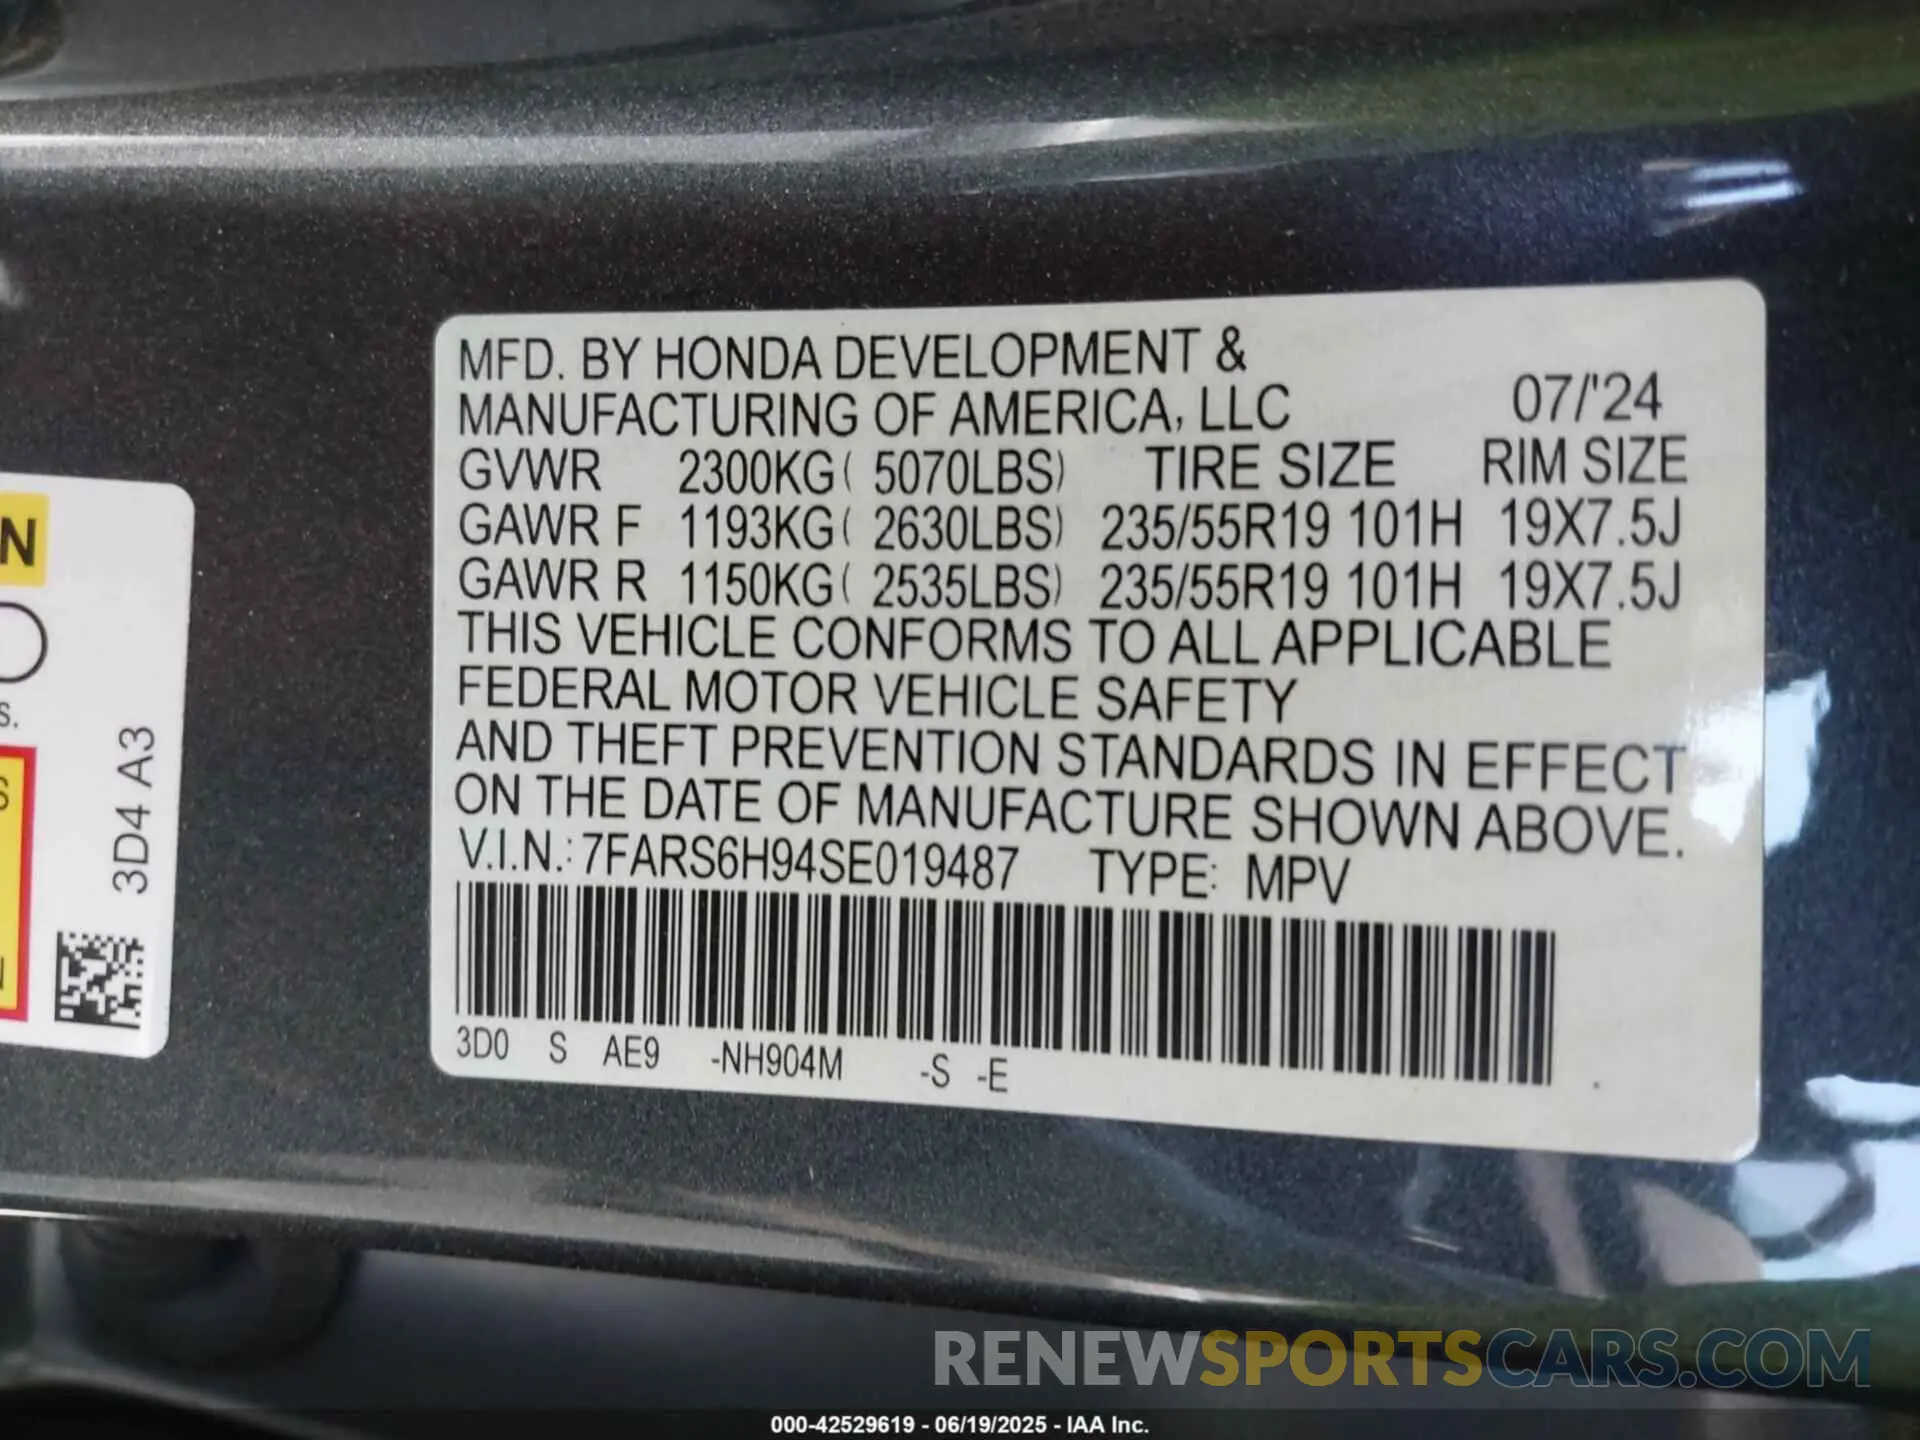 MFD. BY HONDA DEVELOPMENT &
MANUFACTURING OF AMERICA, LLC 07/'24
GVWR 2300KG( 5070LBS) TIRE SIZE RIM SIZE
GAWR F 1193KG( 2630LBS) 235/55R19 101H 19X7.5J
GAWR R 1150KG( 2535LBS) 235/55R19 101H 19X7.5J
THIS VEHICLE CONFORMS TO ALL APPLICABLE
FEDERAL MOTOR VEHICLE SAFETY
AND THEFT PREVENTION STANDARDS IN EFFECT
ON THE DATE OF MANUFACTURE SHOWN ABOVE.
V.I.N.: 7FARS6H94SE019487 TYPE: MPV
3D0 S AE9 -NH904M -S -E
N
S.
S
N
3D4 A3
RENEWSPORTSCARS.COM
000-42529619 - 06/19/2025 - IAA Inc.